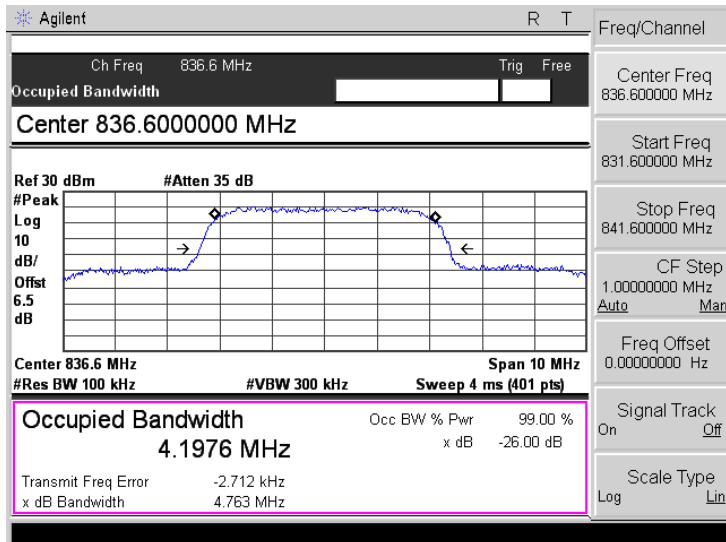 Agilent R T
Ch Freq 836.6 MHz Trig Free
Occupied Bandwidth
Center 836.6000000 MHz
Ref 30 dBm #Atten 35 dB
#Peak
Log
10
dB/
Offst
6.5
dB
Center 836.6 MHz Span 10 MHz
#Res BW 100 kHz #VBW 300 kHz Sweep 4 ms (401 pts)
Occupied Bandwidth Occ BW % Pwr 99.00 %
4.1976 MHz x dB -26.00 dB
Transmit Freq Error -2.712 kHz
x dB Bandwidth 4.763 MHz
Freq/Channel
Center Freq
836.600000 MHz
Start Freq
831.600000 MHz
Stop Freq
841.600000 MHz
CF Step
1.00000000 MHz
Auto Man
Freq Offset
0.00000000 Hz
Signal Track
On Off
Scale Type
Log Lin